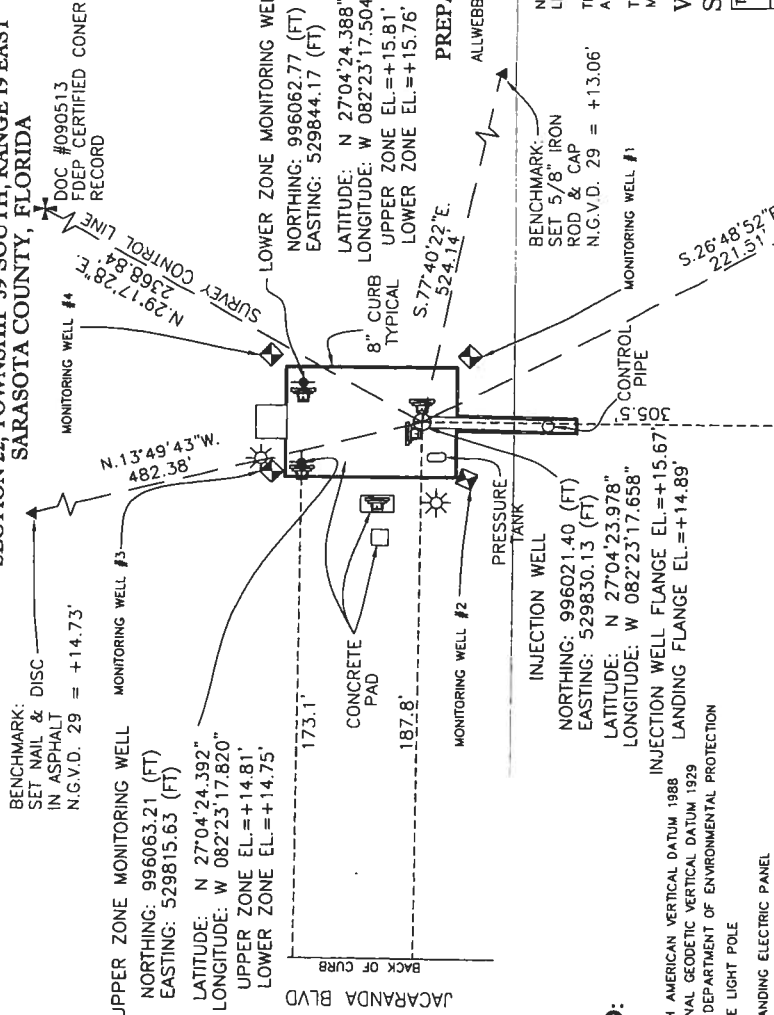 SECTION 22, TOWNSHIP 39 SOUTH, RANGE 19 EAST
SARASOTA COUNTY, FLORIDA
DOC #090513
FDEP CERTIFIED CONER
RECORD
BENCHMARK:
SET NAIL & DISC
IN ASPHALT
N.G.V.D. 29 = +14.73'
N.13°49'43"W.
482.38'
MONITORING WELL #4
N.29°17'28"E.
2368.84'
SURVEY CONTROL LINE
MONITORING WELL #3
UPPER ZONE MONITORING WELL
NORTHING: 996063.21 (FT)
EASTING: 529815.63 (FT)
LATITUDE: N 27°04'24.392"
LONGITUDE: W 082°23'17.820"
UPPER ZONE EL.=+14.81'
LOWER ZONE EL.=+14.75'
LOWER ZONE MONITORING WEL
NORTHING: 996062.77 (FT)
EASTING: 529844.17 (FT)
LATITUDE: N 27°04'24.388"
LONGITUDE: W 082°23'17.504
UPPER ZONE EL.=+15.81'
LOWER ZONE EL.=+15.76'
PREPA
ALLWEBB
8" CURB
TYPICAL
S.77°40'22"E.
524.14'
BENCHMARK:
SET 5/8" IRON
ROD & CAP
N.G.V.D. 29 = +13.06'
MONITORING WELL #1
S.26°48'52"E
221.51'
CONTROL
PIPE
305.5'
173.1'
CONCRETE
PAD
187.8'
MONITORING WELL #2
PRESSURE
TANK
JACARANDA BLVD
BACK OF CURB
INJECTION WELL
NORTHING: 996021.40 (FT)
EASTING: 529830.13 (FT)
LATITUDE: N 27°04'23.978"
LONGITUDE: W 082°23'17.658"
INJECTION WELL FLANGE EL.=+15.67'
LANDING FLANGE EL.=+14.89'
H AMERICAN VERTICAL DATUM 1988
NAL GEODETIC VERTICAL DATUM 1929
DEPARTMENT OF ENVIRONMENTAL PROTECTION
E LIGHT POLE
ANDING ELECTRIC PANEL